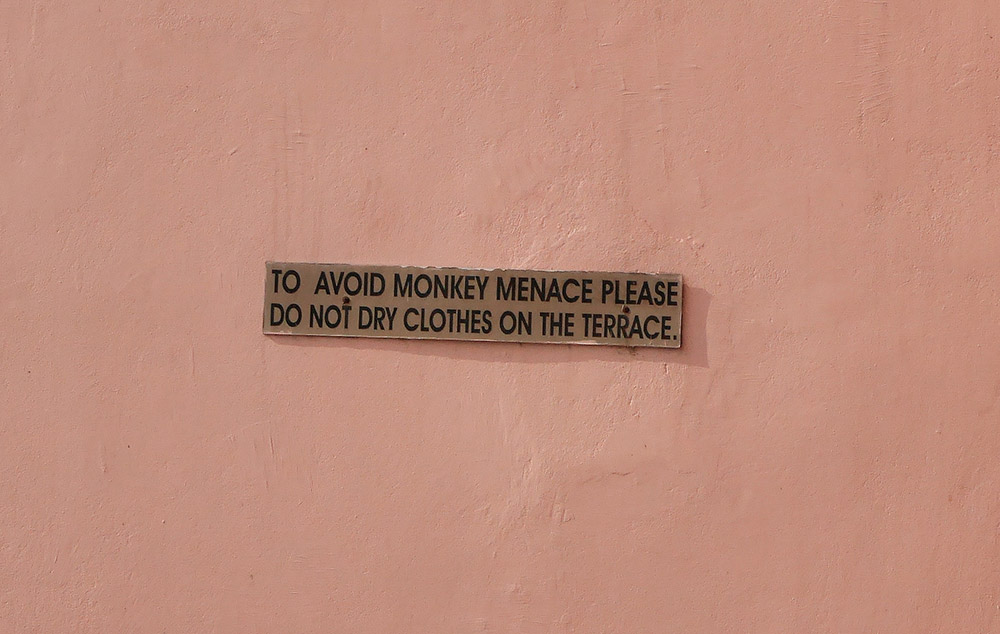 TO AVOID MONKEY MENACE PLEASE
DO NOT DRY CLOTHES ON THE TERRACE.